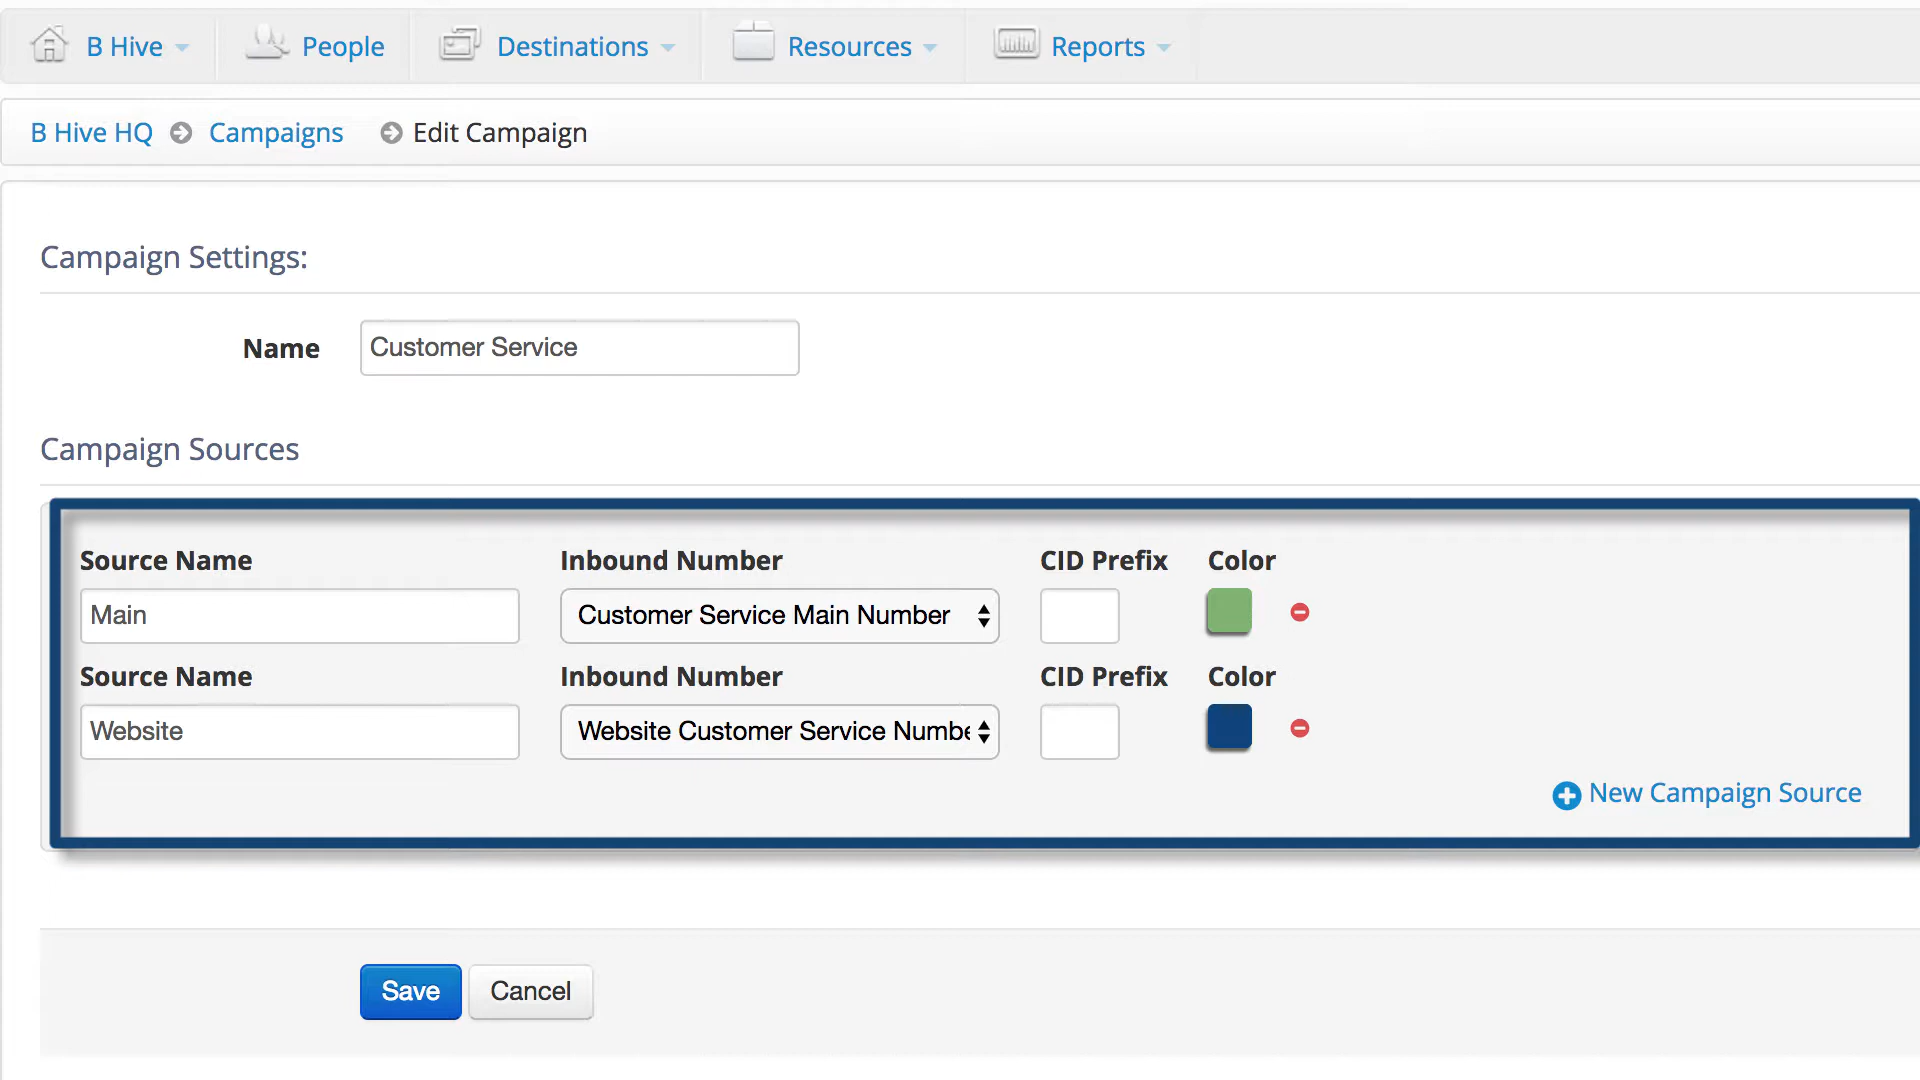 B Hive People Destinations Resources Reports
B Hive HQ Campaigns Edit Campaign
Campaign Settings:
Name Customer Service
Campaign Sources
Source Name Inbound Number CID Prefix Color
Main Customer Service Main Number
Source Name Inbound Number CID Prefix Color
Website Website Customer Service Numbe
New Campaign Source
Save Cancel